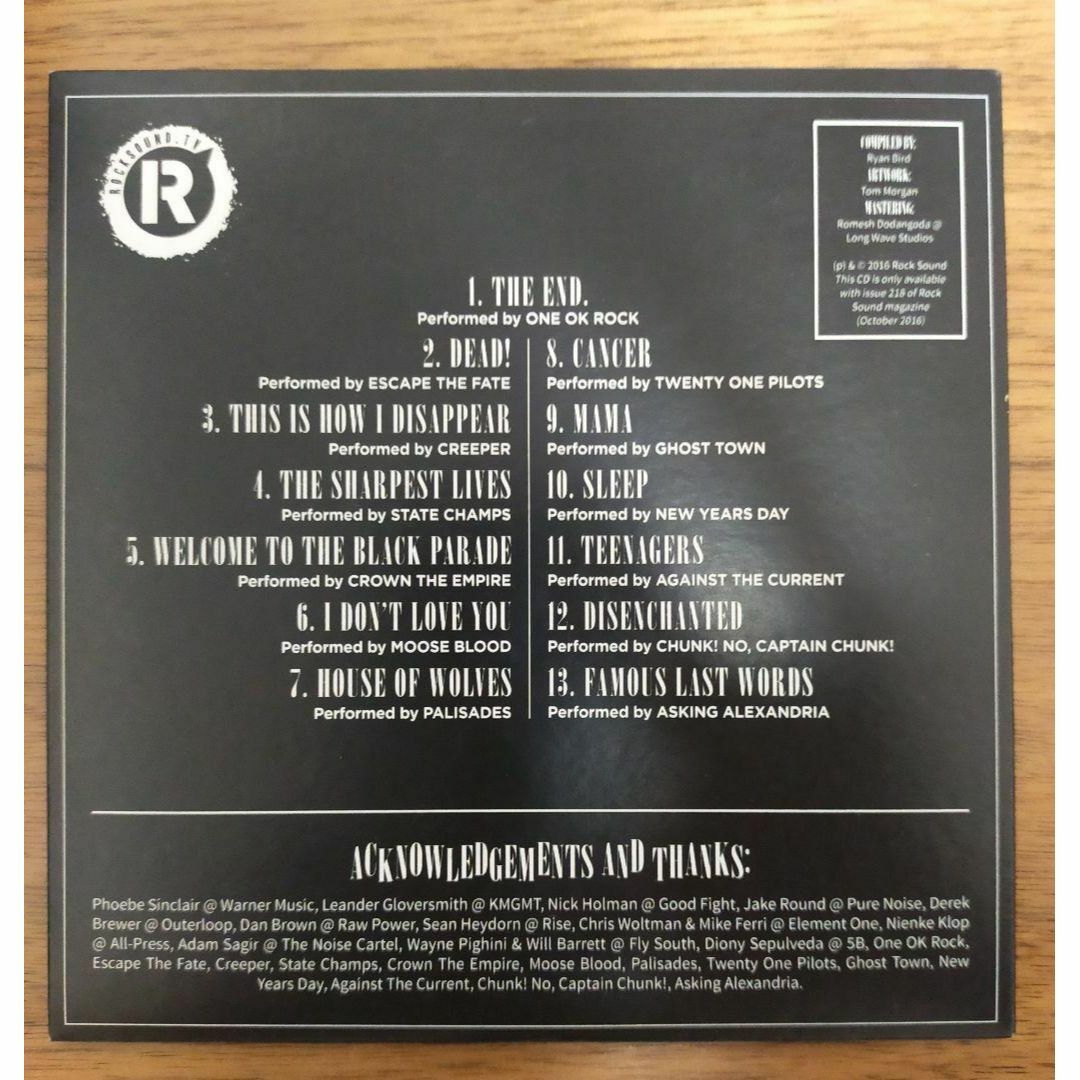 ROCKSOUND.TV
R
COMPILED BY:
Ryan Bird
ARTWORK:
Tom Morgan
MASTERING:
Romesh Dodangoda @
Long Wave Studios
(p) & © 2016 Rock Sound
This CD is only available
with issue 218 of Rock
Sound magazine
(October 2016)
1. THE END.
Performed by ONE OK ROCK
2. DEAD!
Performed by ESCAPE THE FATE
3. THIS IS HOW I DISAPPEAR
Performed by CREEPER
4. THE SHARPEST LIVES
Performed by STATE CHAMPS
5. WELCOME TO THE BLACK PARADE
Performed by CROWN THE EMPIRE
6. I DON'T LOVE YOU
Performed by MOOSE BLOOD
7. HOUSE OF WOLVES
Performed by PALISADES
8. CANCER
Performed by TWENTY ONE PILOTS
9. MAMA
Performed by GHOST TOWN
10. SLEEP
Performed by NEW YEARS DAY
11. TEENAGERS
Performed by AGAINST THE CURRENT
12. DISENCHANTED
Performed by CHUNK! NO, CAPTAIN CHUNK!
13. FAMOUS LAST WORDS
Performed by ASKING ALEXANDRIA
ACKNOWLEDGEMENTS AND THANKS:
Phoebe Sinclair @ Warner Music, Leander Gloversmith @ KMGMT, Nick Holman @ Good Fight, Jake Round @ Pure Noise, Derek
Brewer @ Outerloop, Dan Brown @ Raw Power, Sean Heydorn @ Rise, Chris Woltman & Mike Ferri @ Element One, Nienke Klop
@ All-Press, Adam Sagir @ The Noise Cartel, Wayne Pighini & Will Barrett @ Fly South, Diony Sepulveda @ 5B, One OK Rock,
Escape The Fate, Creeper, State Champs, Crown The Empire, Moose Blood, Palisades, Twenty One Pilots, Ghost Town, New
Years Day, Against The Current, Chunk! No, Captain Chunk!, Asking Alexandria.